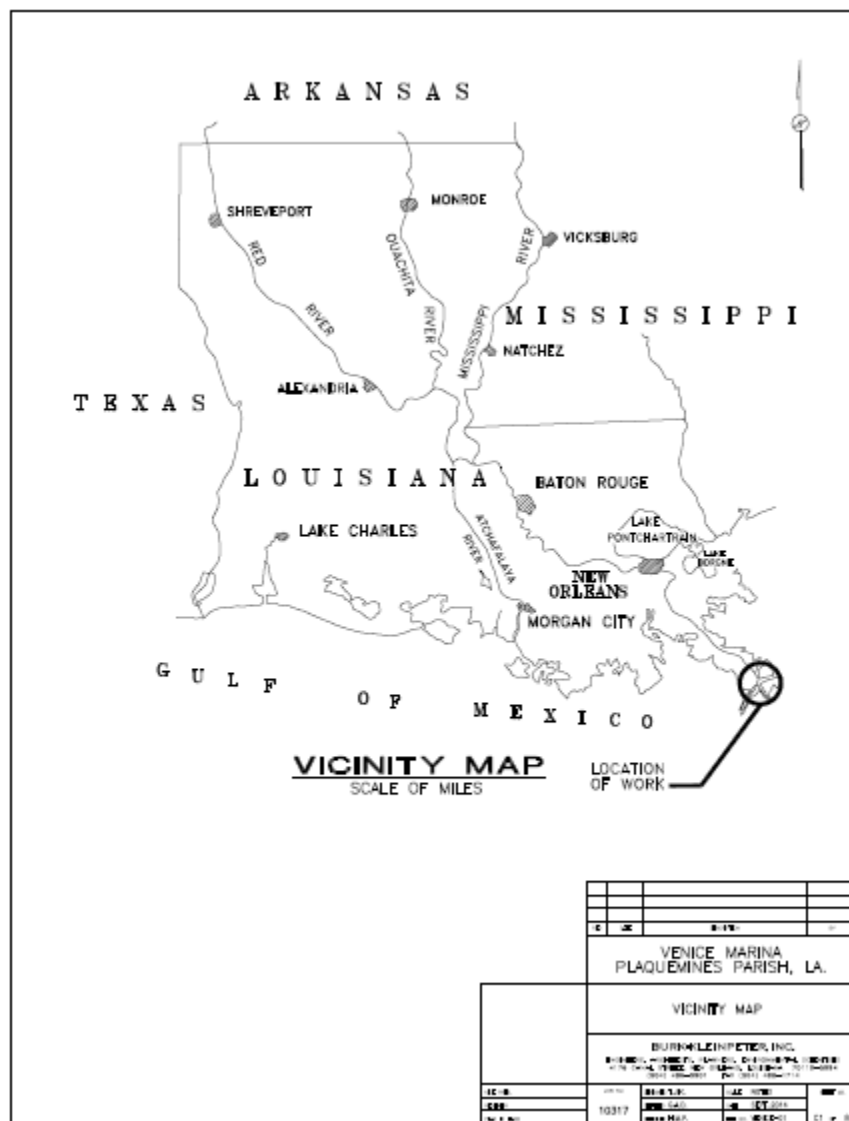 ARKANSAS
SHREVEPORT
MONROE
VICKSBURG
RED
RIVER
OUACHITA
RIVER
MISSISSIPPI
RIVER
MISSISSIPPI
NATCHEZ
ALEXANDRIA
TEXAS
LOUISIANA
BATON ROUGE
LAKE
PONTCHARTRAIN
LAKE
BORGNE
LAKE CHARLES
ATCHAFALAYA
RIVER
NEW
ORLEANS
MORGAN CITY
GULF OF MEXICO
VICINITY MAP
SCALE OF MILES
LOCATION
OF WORK
VENICE MARINA
PLAQUEMINES PARISH, LA.
VICINITY MAP
BURK-KLEINPETER, INC.
10317